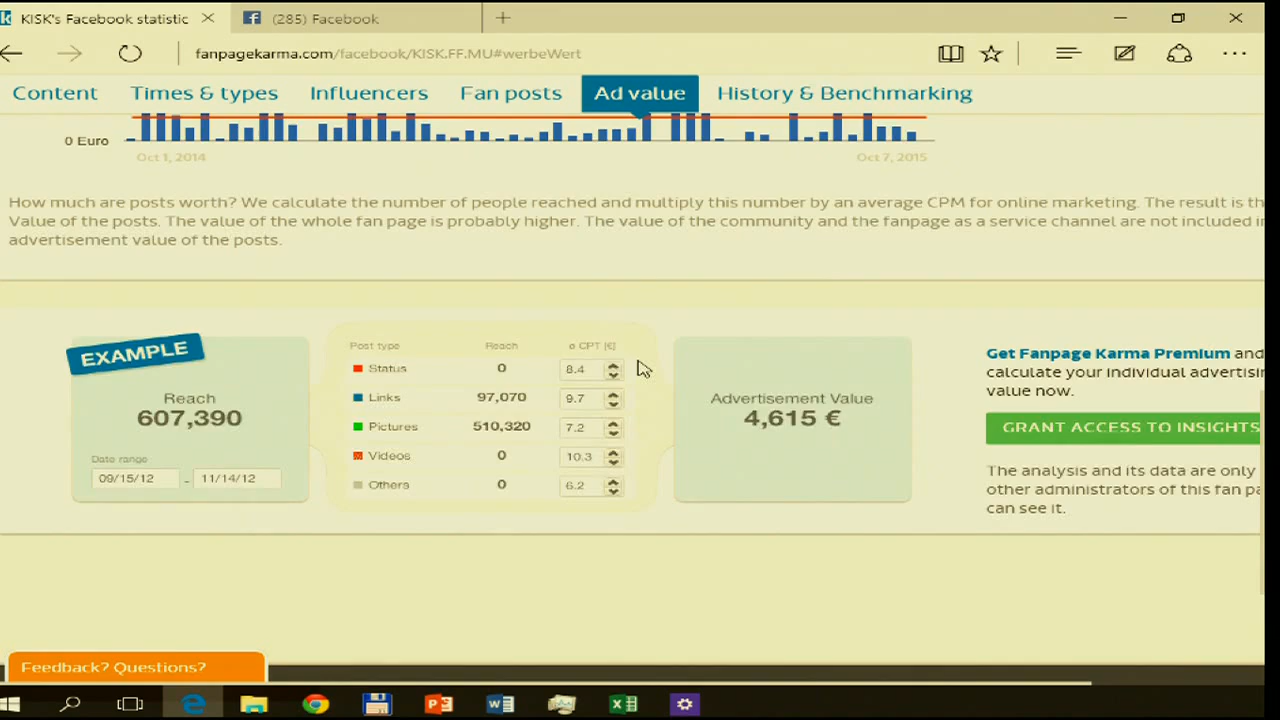 KISK's Facebook statistic
(285) Facebook
fanpagekarma.com/facebook/KISK.FF.MU#werbeWert
Content Times & types Influencers Fan posts Ad value History & Benchmarking
0 Euro
Oct 1, 2014 Oct 7, 2015
How much are posts worth? We calculate the number of people reached and multiply this number by an average CPM for online marketing. The result is th
Value of the posts. The value of the whole fan page is probably higher. The value of the community and the fanpage as a service channel are not included in
advertisement value of the posts.
EXAMPLE
Reach
607,390
Date range
09/15/12 - 11/14/12
Post type Reach ø CPT [€]
Status 0 8.4
Links 97,070 9.7
Pictures 510,320 7.2
Videos 0 10.3
Others 0 6.2
Advertisement Value
4,615 €
Get Fanpage Karma Premium and
calculate your individual advertisin
value now.
GRANT ACCESS TO INSIGHTS
The analysis and its data are only
other administrators of this fan pa
can see it.
Feedback? Questions?